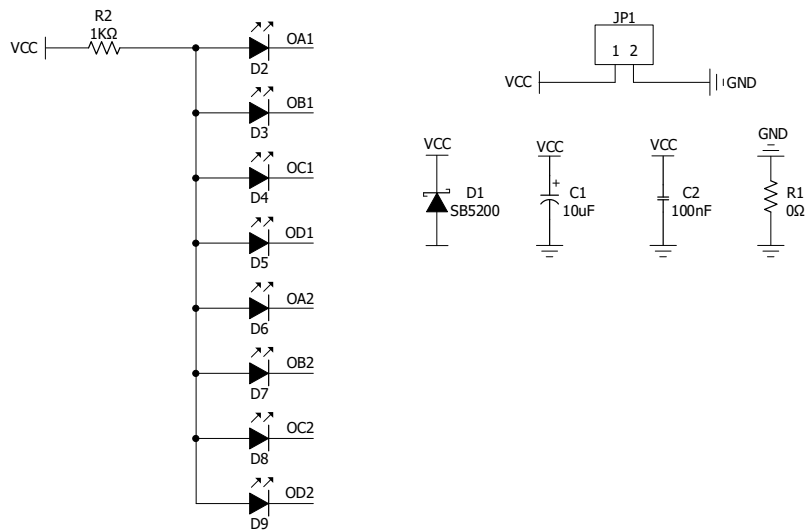 R2
1KΩ
VCC
OA1
D2
OB1
D3
OC1
D4
OD1
D5
OA2
D6
OB2
D7
OC2
D8
OD2
D9
JP1
1 2
VCC
GND
VCC
D1
SB5200
VCC
+
C1
10uF
VCC
C2
100nF
GND
R1
0Ω